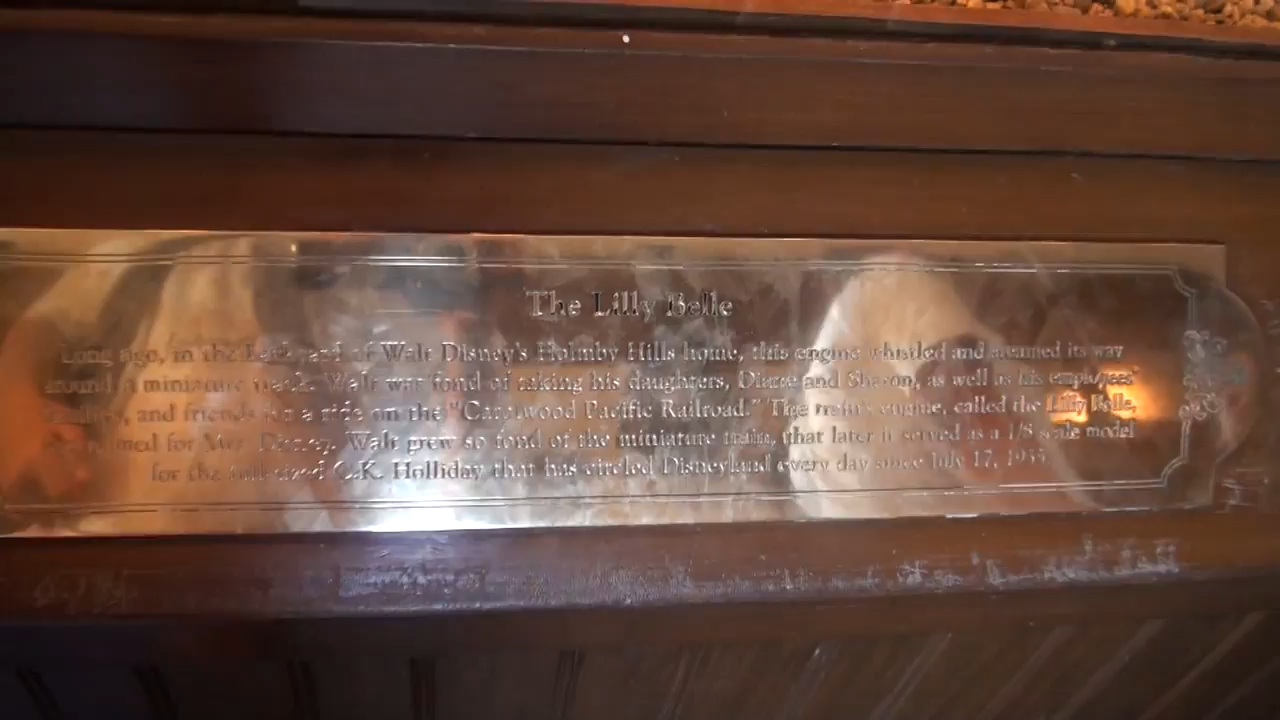 The Lilly Belle
Long ago, in the backyard of Walt Disney's Holmby Hills home, this engine whistled and steamed its way
around a miniature track. Walt was fond of taking his daughters, Diane and Sharon, as well as his employees'
families, and friends on a ride on the "Carolwood Pacific Railroad." The train's engine, called the Lilly Belle,
named for Mrs. Disney. Walt grew so fond of the miniature train, that later it served as a 1/8 scale model
for the full-sized C.K. Holliday that has circled Disneyland every day since July 17, 1955.